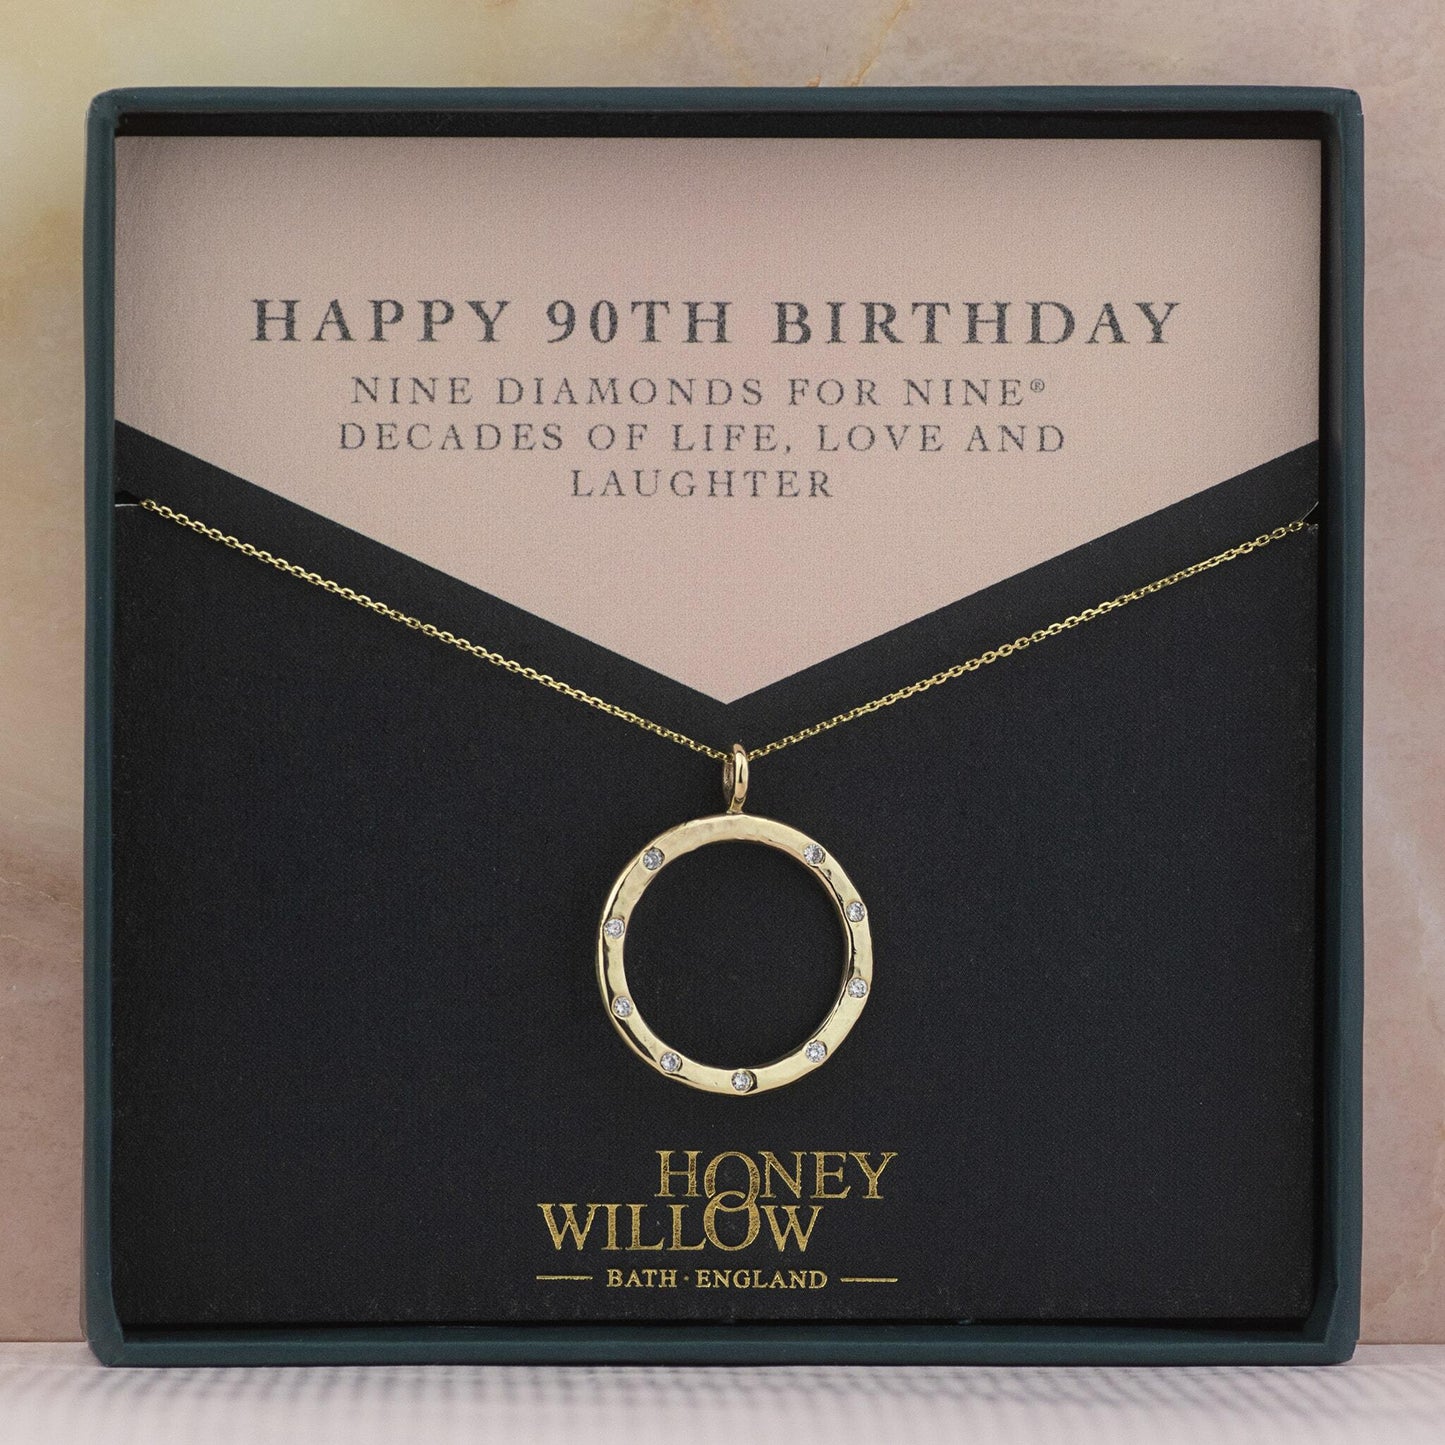 HAPPY 90TH BIRTHDAY
NINE DIAMONDS FOR NINE®
DECADES OF LIFE, LOVE AND
LAUGHTER
HONEY
WILLOW
BATH · ENGLAND